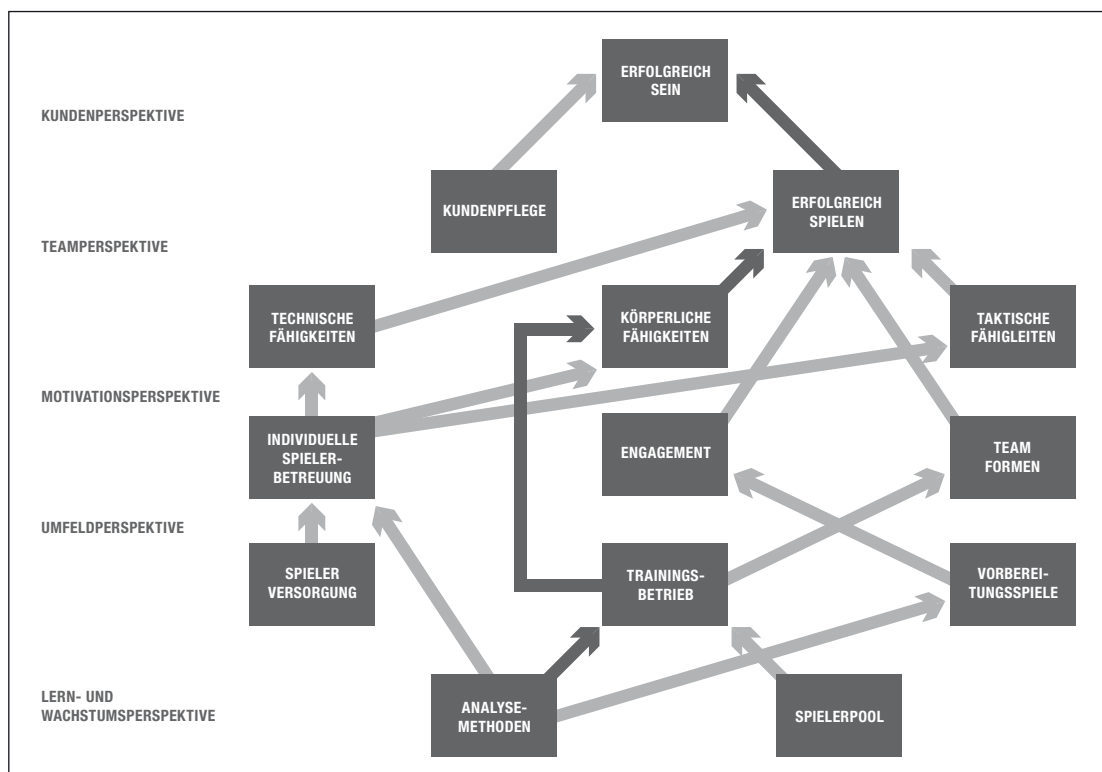 ERFOLGREICH
SEIN
KUNDENPERSPEKTIVE
KUNDENPFLEGE
ERFOLGREICH
SPIELEN
TEAMPERSPEKTIVE
TECHNISCHE
FÄHIGKEITEN
KÖRPERLICHE
FÄHIGKEITEN
TAKTISCHE
FÄHIGLEITEN
MOTIVATIONSPERSPEKTIVE
INDIVIDUELLE
SPIELER-
BETREUUNG
ENGAGEMENT
TEAM
FORMEN
UMFELDPERSPEKTIVE
SPIELER
VERSORGUNG
TRAININGS-
BETRIEB
VORBEREI-
TUNGSSPIELE
LERN- UND
WACHSTUMSPERSPEKTIVE
ANALYSE-
METHODEN
SPIELERPOOL